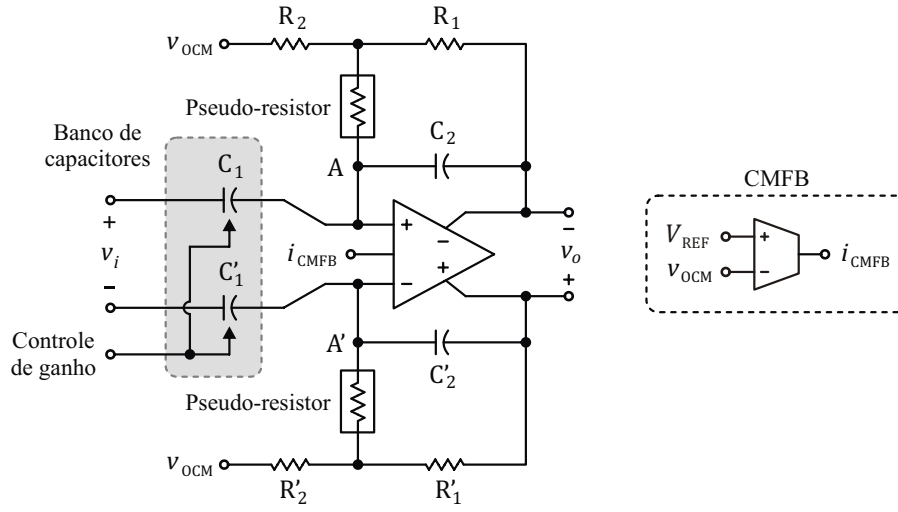 R2
R1
vOCM
Pseudo-resistor
Banco de
capacitores
C1
A
C2
CMFB
+
vi
-
+
-
iCMFB
-
+
-
vo
+
VREF
+
vOCM
-
iCMFB
C'1
A'
C'2
Controle
de ganho
Pseudo-resistor
vOCM
R'2
R'1